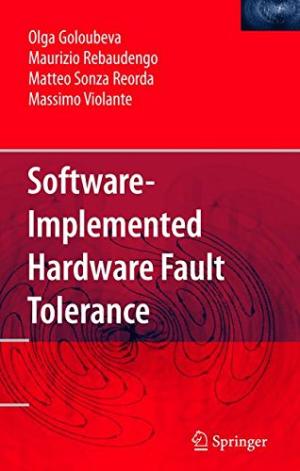 Olga Goloubeva
Maurizio Rebaudengo
Matteo Sonza Reorda
Massimo Violante
Software-
Implemented
Hardware Fault
Tolerance
Springer